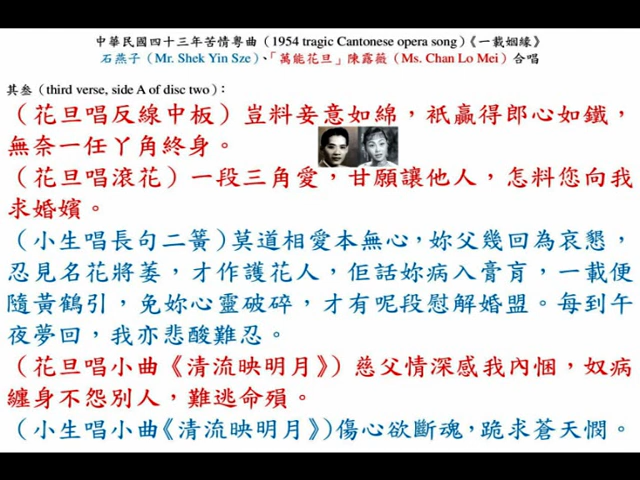 中華民國四十三年苦情粵曲（1954 tragic Cantonese opera song)《一載姻緣》
石燕子（Mr. Shek Yin Sze)、「萬能花旦」陳露薇（Ms. Chan Lo Mei）合唱
其叁（third verse, side A of disc two）：
（花旦唱反線中板）豈料妾意如綿，祇贏得郎心如鐵，
無奈一任丫角終身。
（花旦唱滾花）一段三角愛，甘願讓他人，怎料您向我
求婚嬪。
（小生唱長句二簧）莫道相愛本無心，妳父幾回為哀懇，
忍見名花將萎，才作護花人，佢話妳病入膏肓，一載便
隨黃鶴引，免妳心靈破碎，才有呢段慰解婚盟。每到午
夜夢回，我亦悲酸難忍。
（花旦唱小曲《清流映明月》）慈父情深感我內悃，奴病
纏身不怨別人，難逃命殞。
（小生唱小曲《清流映明月》)傷心欲斷魂，跪求蒼天憫。